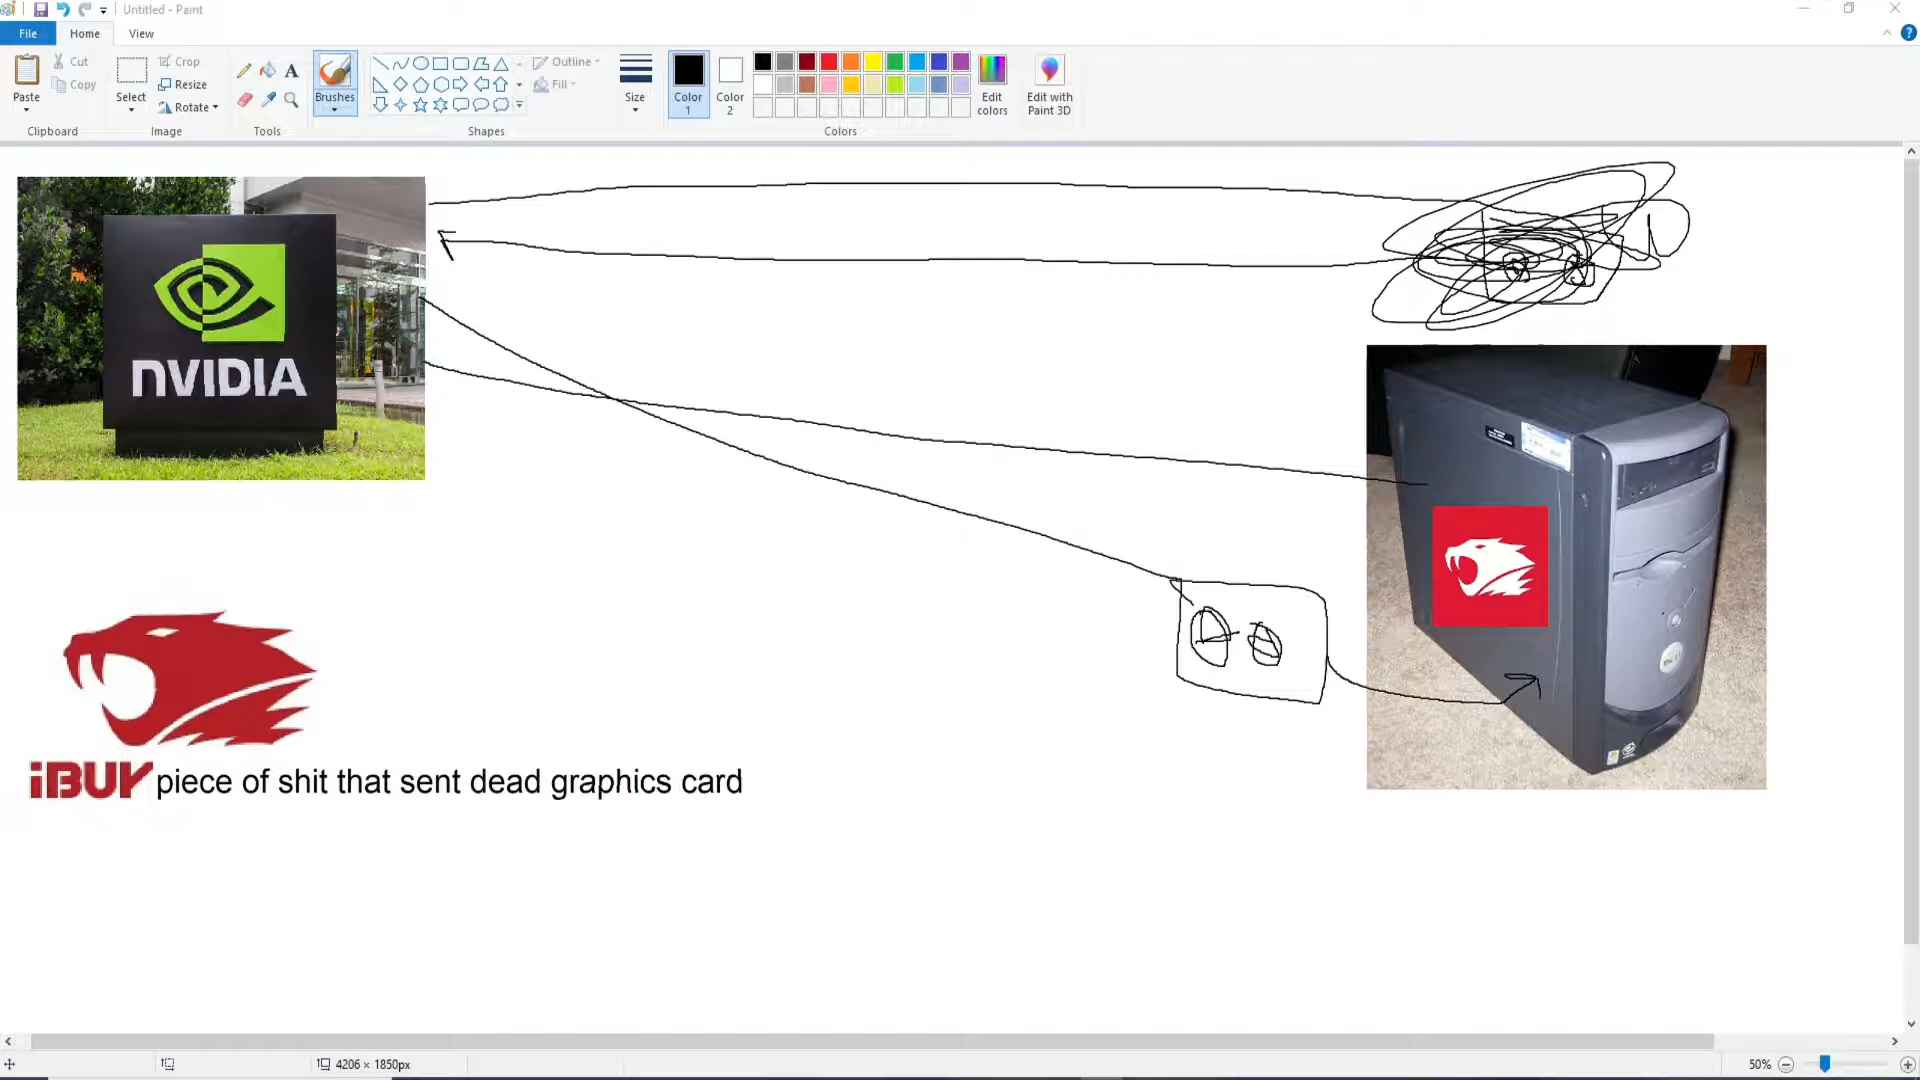 Untitled - Paint
File
Home
View
Paste
Cut
Copy
Clipboard
Select
Crop
Resize
Rotate
Image
A
Tools
Brushes
Outline
Fill
Shapes
Size
Color
1
Color
2
Edit
colors
Edit with
Paint 3D
Colors
NVIDIA
iBUY piece of shit that sent dead graphics card
4206 × 1850px
50%